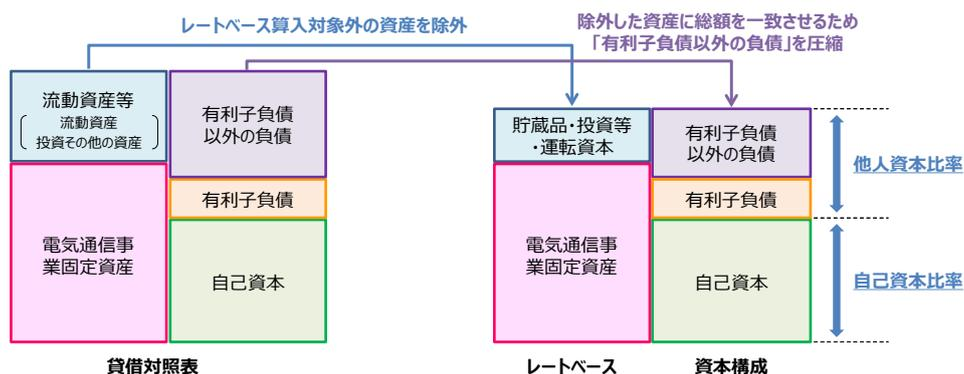 レートベース算入対象外の資産を除外
除外した資産に総額を一致させるため
「有利子負債以外の負債」を圧縮
流動資産等
流動資産
投資その他の資産
有利子負債
以外の負債
有利子負債
電気通信事
業固定資産
自己資本
貸借対照表
貯蔵品・投資等
・運転資本
有利子負債
以外の負債
有利子負債
電気通信事
業固定資産
自己資本
レートベース
資本構成
他人資本比率
自己資本比率